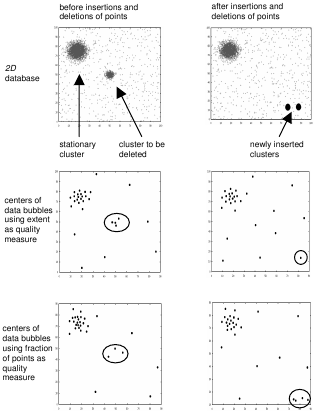 before insertions and
deletions of points
after insertions and
deletions of points
2D
database
stationary
cluster
cluster to be
deleted
newly inserted
clusters
centers of
data bubbles
using extent
as quality
measure
centers of
data bubbles
using fraction
of points as
quality
measure